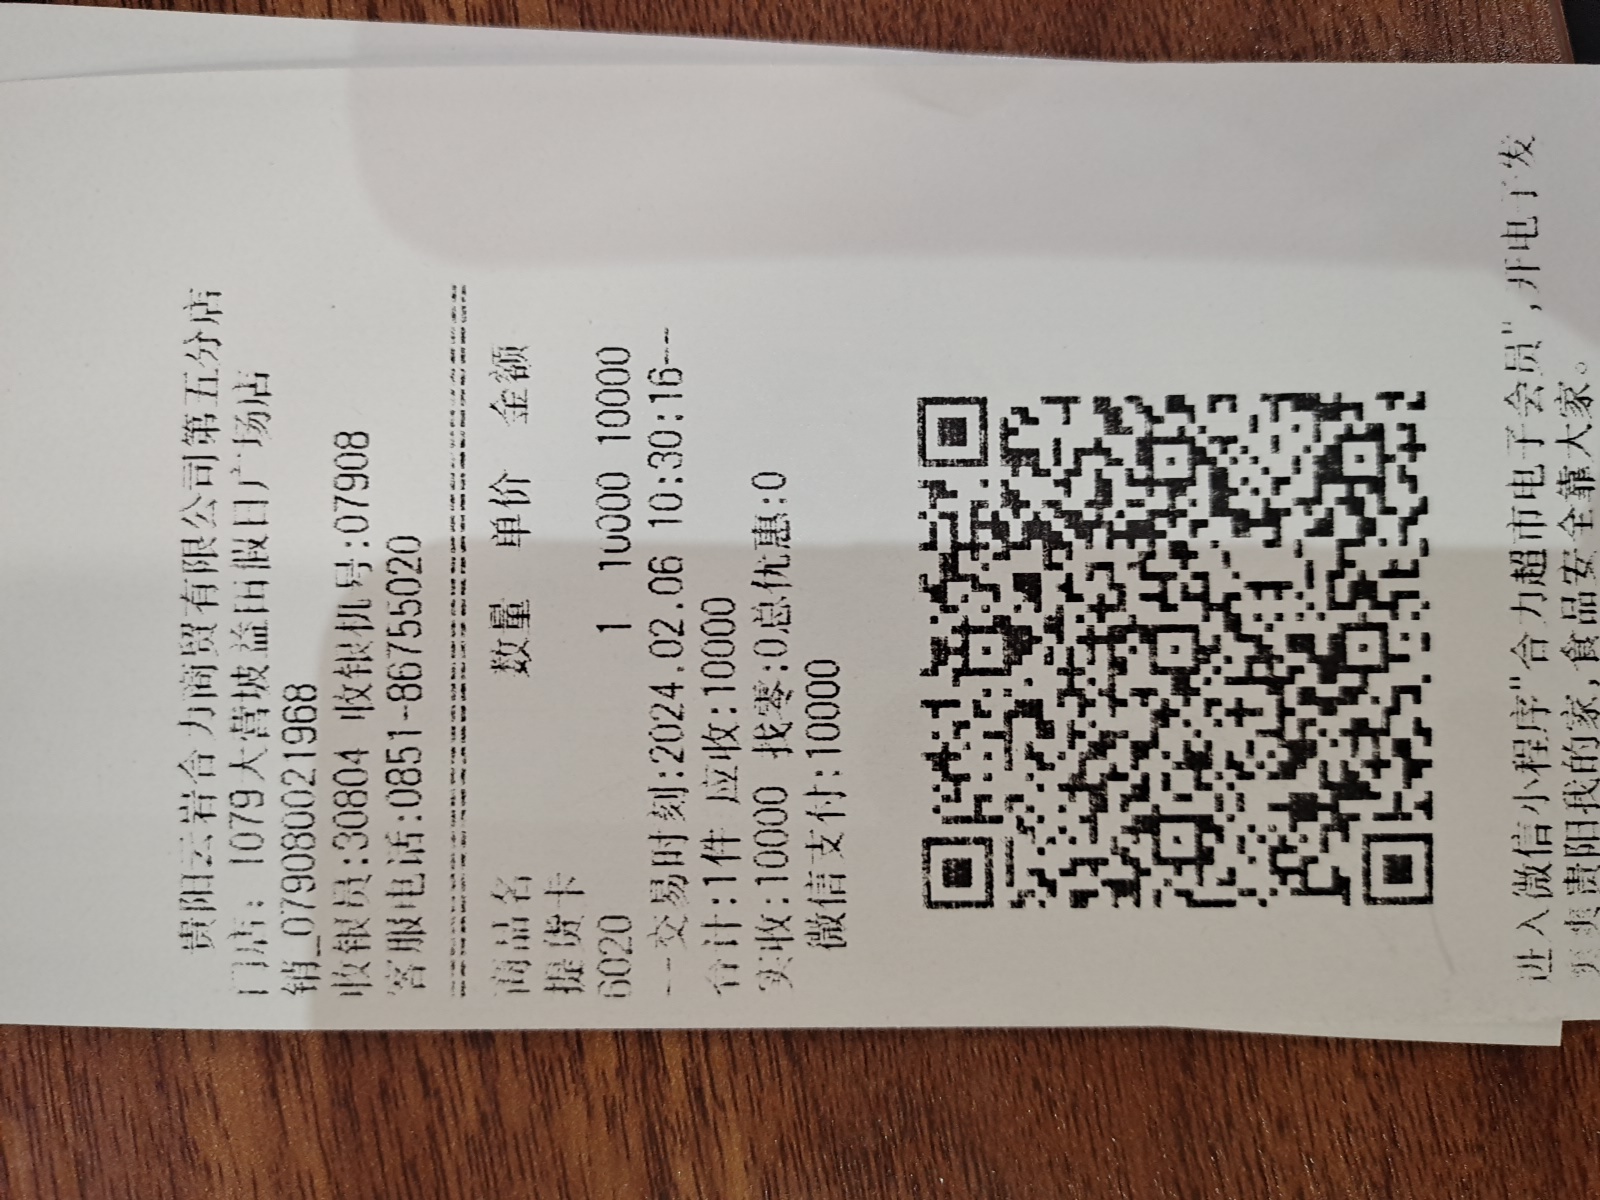 贵阳云岩合力商贸有限公司第五分店
门店: 1079大营坡益田假日广场店
销_0790800021968
收银员:30804 收银机号:07908
客服电话:0851-86755020
商品名 数量 单价 金额
提货卡
6020 1 10000 10000
--交易时刻:2024.02.06 10:30:16--
合计:1件 应收:10000
实收:10000 找零:0总优惠:0
微信支付:10000
进入微信小程序"合力超市电子会员",开电子发
贵阳我的家,食品安全靠大家。